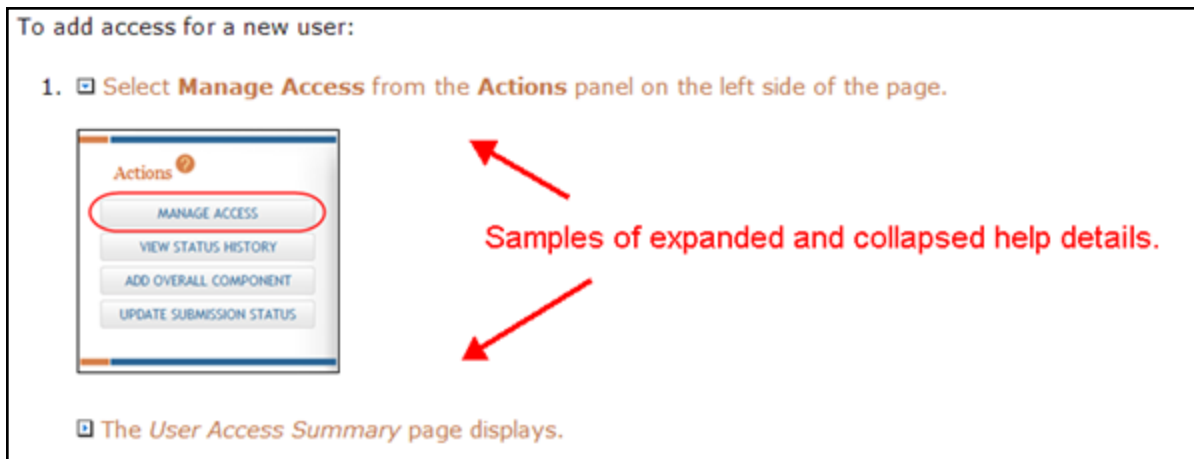 To add access for a new user:
1. Select Manage Access from the Actions panel on the left side of the page.
Actions ?
MANAGE ACCESS
VIEW STATUS HISTORY
ADD OVERALL COMPONENT
UPDATE SUBMISSION STATUS
Samples of expanded and collapsed help details.
The User Access Summary page displays.